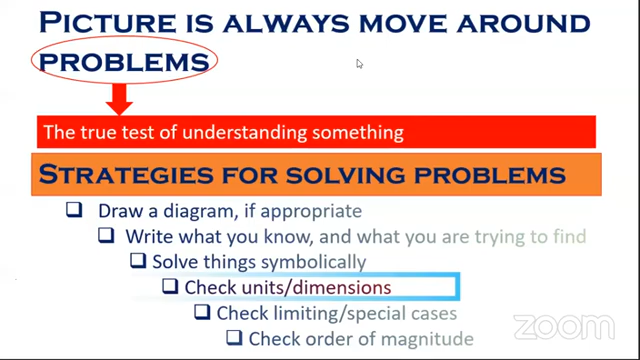 PICTURE IS ALWAYS MOVE AROUND
PROBLEMS
The true test of understanding something
STRATEGIES FOR SOLVING PROBLEMS
Draw a diagram, if appropriate
Write what you know, and what you are trying to find
Solve things symbolically
Check units/dimensions
Check limiting/special cases
Check order of magnitude
zoom